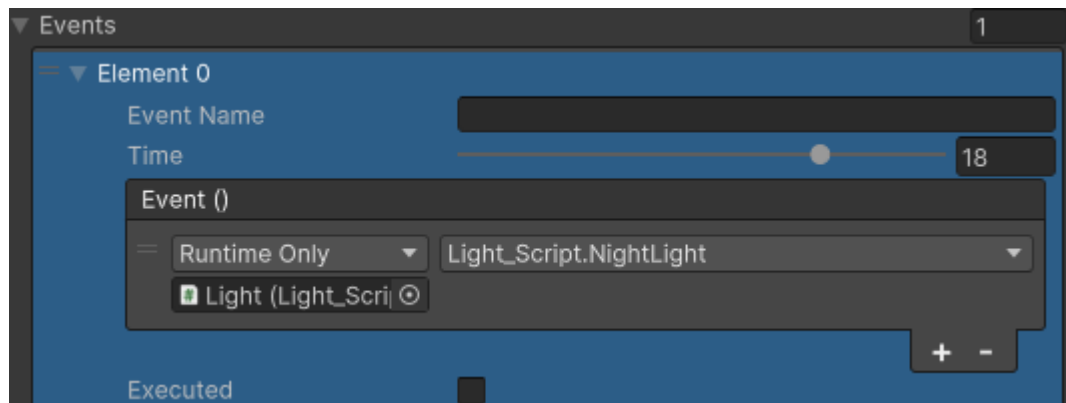 Events 1
Element 0
Event Name
Time 18
Event ()
Runtime Only Light_Script.NightLight
Light (Light_Scri
+ -
Executed